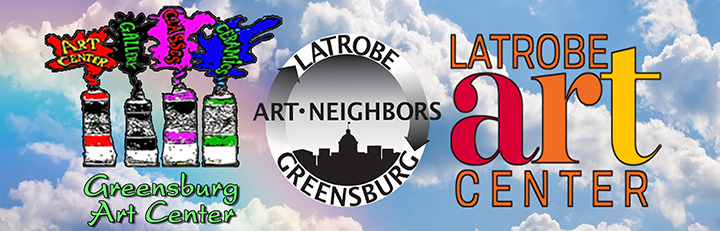 ART
CENTER
GALLERY
CLASSES
CERAMICS
Greensburg
Art Center
LATROBE
ART·NEIGHBORS
GREENSBURG
LATROBE
art
CENTER